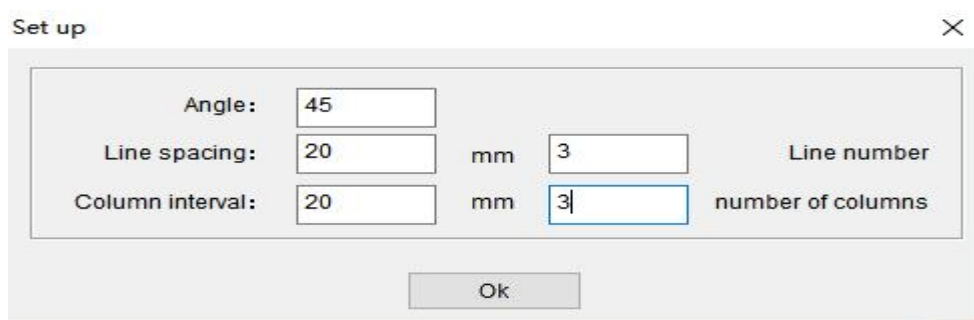 Set up
Angle: 45
Line spacing: 20 mm 3 Line number
Column interval: 20 mm 3 number of columns
Ok